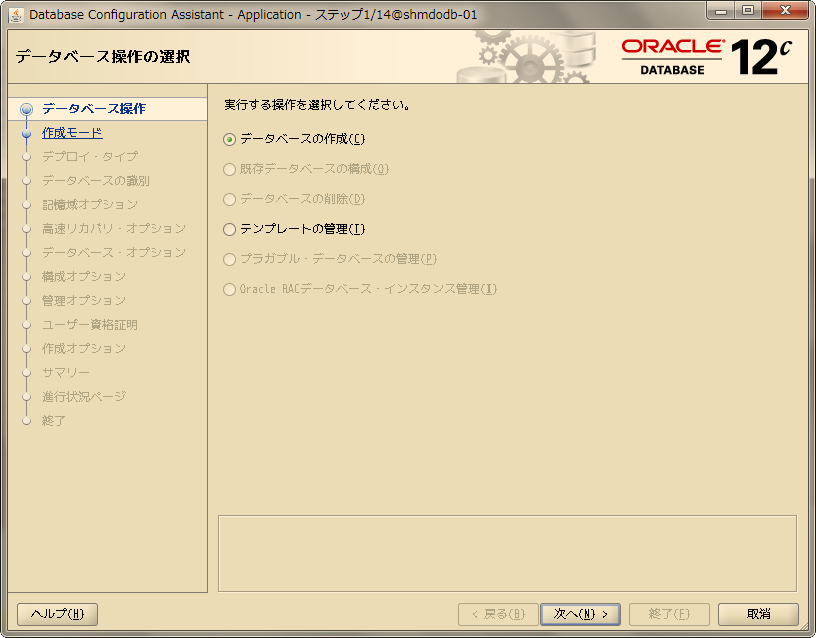 Database Configuration Assistant - Application - ステップ1/14@shmdodb-01
データベース操作の選択
ORACLE®
DATABASE
12c
データベース操作
作成モード
デプロイ・タイプ
データベースの識別
記憶域オプション
高速リカバリ・オプション
データベース・オプション
構成オプション
管理オプション
ユーザー資格証明
作成オプション
サマリー
進行状況ページ
終了
実行する操作を選択してください。
データベースの作成(C)
既存データベースの構成(O)
データベースの削除(D)
テンプレートの管理(T)
プラガブル・データベースの管理(P)
Oracle RACデータベース・インスタンス管理(I)
ヘルプ(H)
< 戻る(B)
次へ(N) >
終了(F)
取消